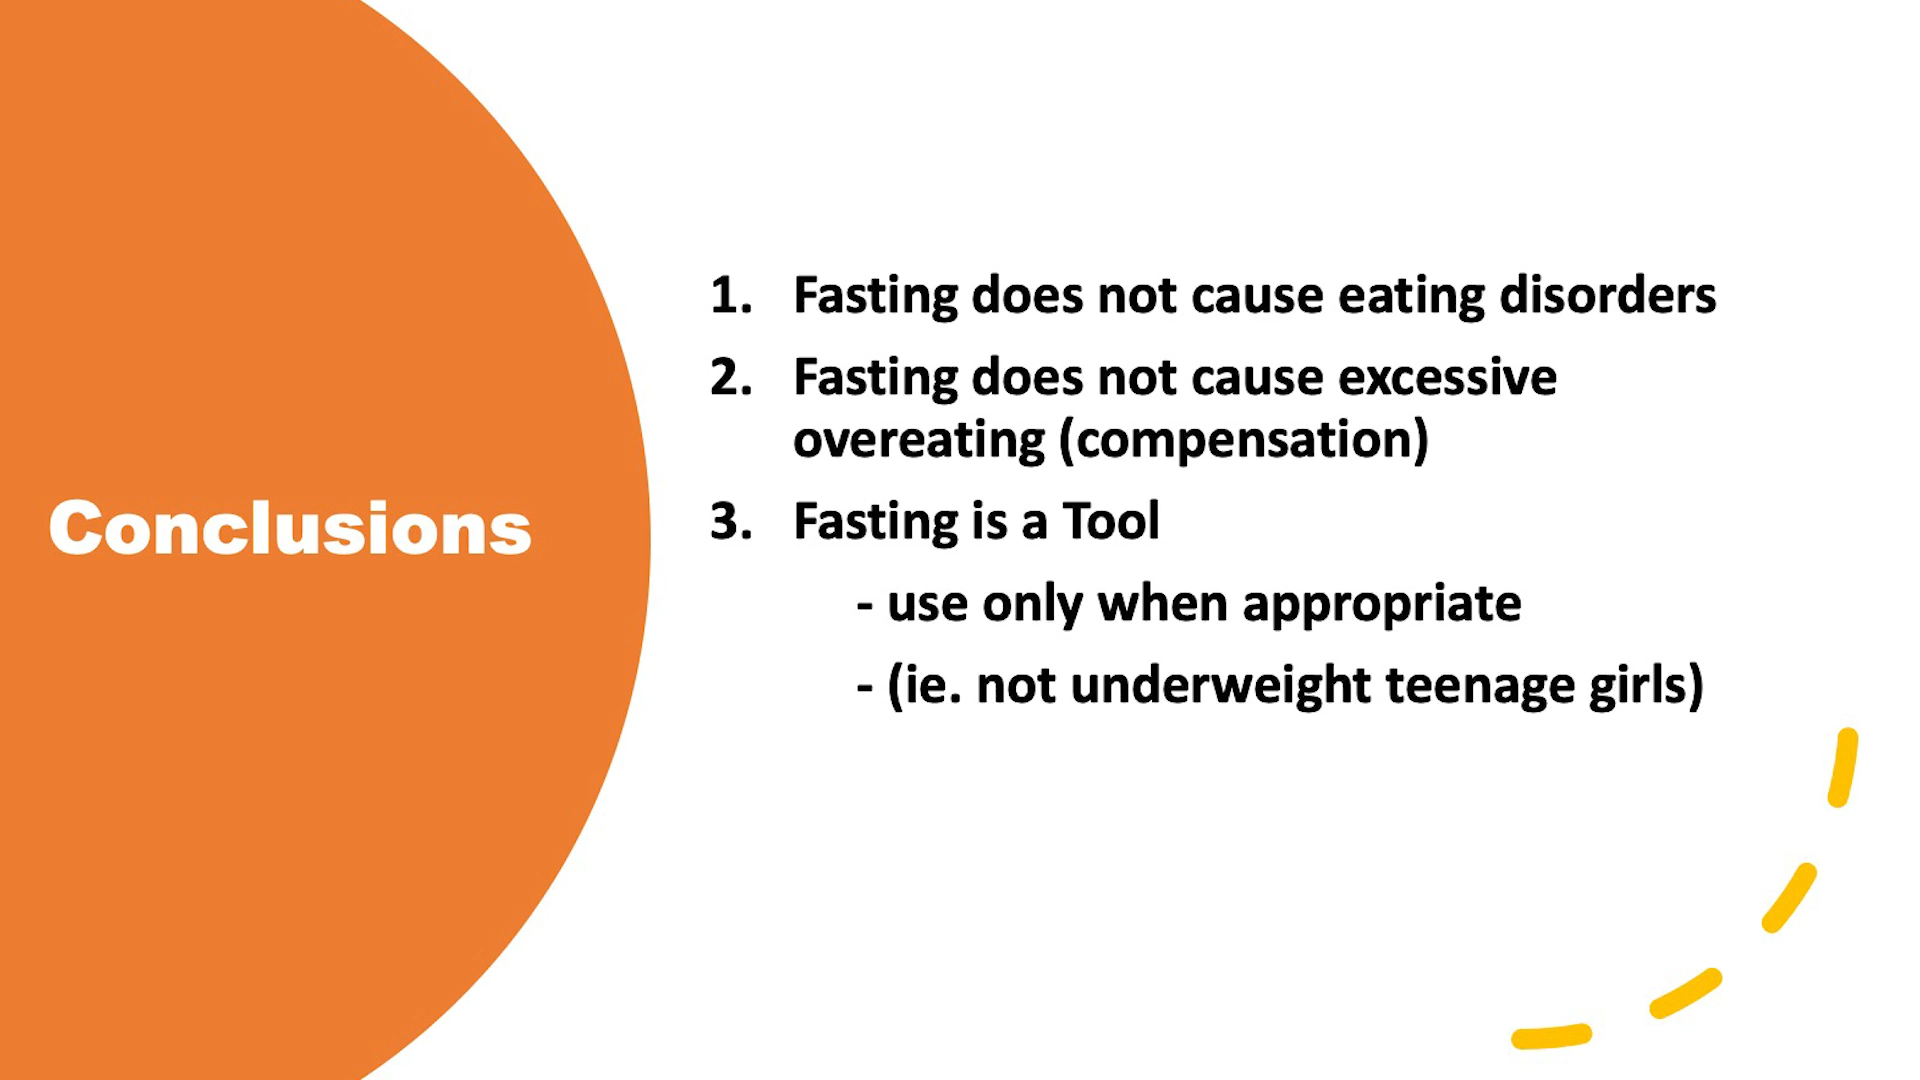 Conclusions
1. Fasting does not cause eating disorders
2. Fasting does not cause excessive
overeating (compensation)
3. Fasting is a Tool
- use only when appropriate
- (ie. not underweight teenage girls)